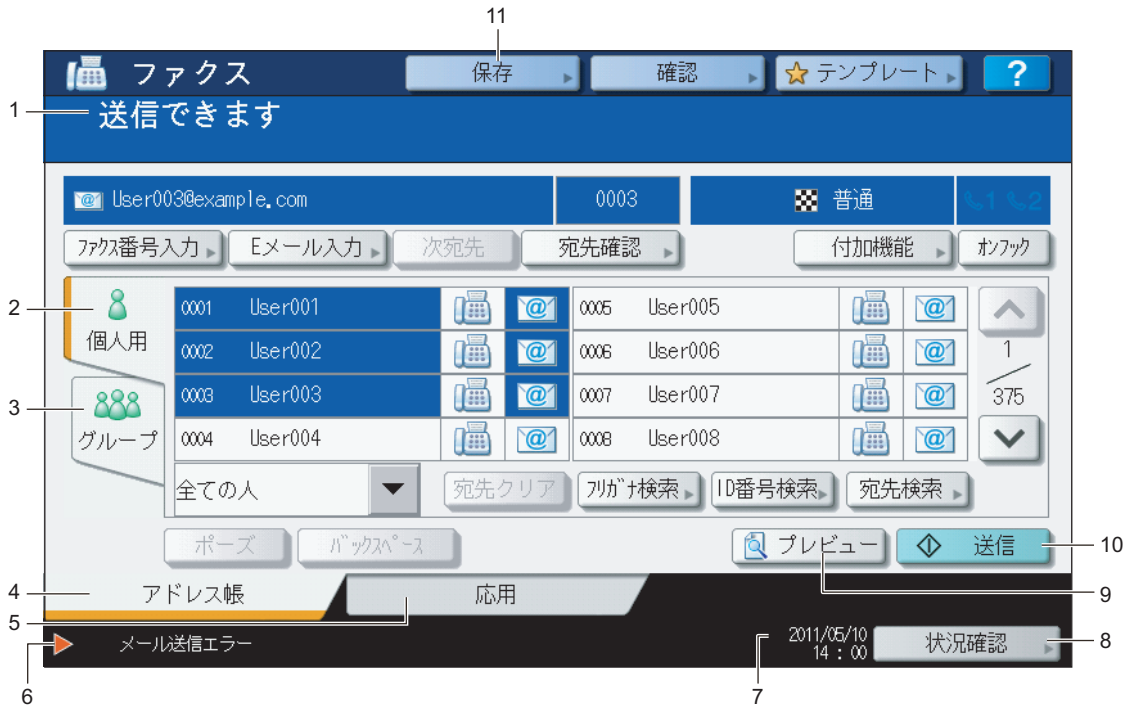 11
ファクス 保存 確認 テンプレート ?
1 送信できます
User003@example.com 0003 普通 1 2
ﾌｧｸｽ番号入力 Eメール入力 次宛先 宛先確認 付加機能 ｵﾝﾌｯｸ
2 個人用
0001 User001 0005 User005
0002 User002 0006 User006
1
0003 User003 0007 User007
375
3 グループ
0004 User004 0008 User008
全ての人 宛先クリア ﾌﾘｶﾞﾅ検索 ID番号検索 宛先検索
ポーズ ﾊﾞｯｸｽﾍﾟｰｽ プレビュー 送信 10
4 アドレス帳 応用 9
5
メール送信エラー 2011/05/10 状況確認 8
14 : 00
6 7